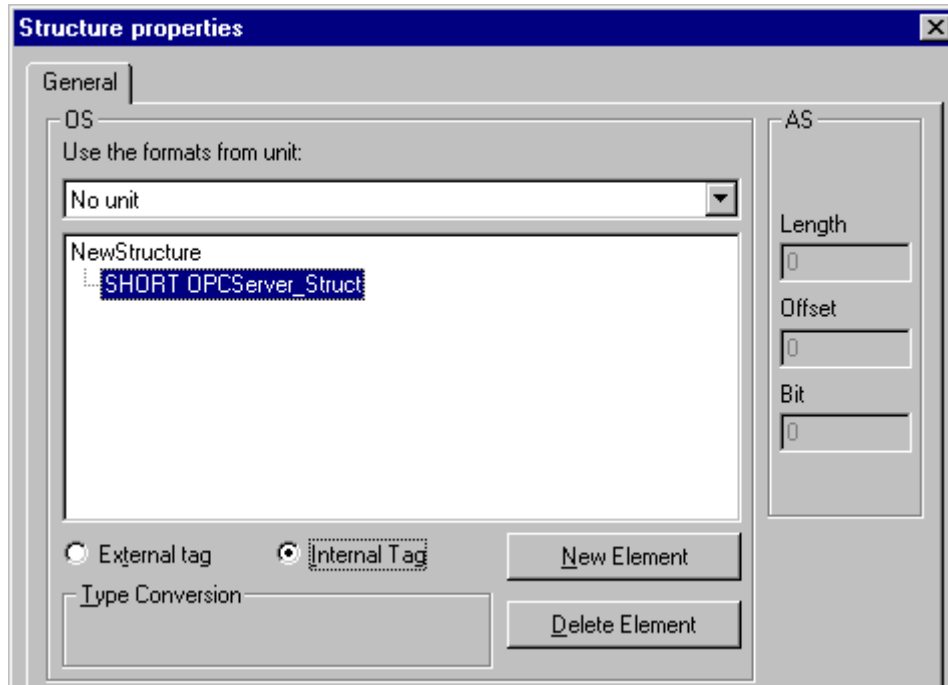 Structure properties
General
OS
Use the formats from unit:
No unit
NewStructure
SHORT OPCServer_Struct
External tag
Internal Tag
New Element
Type Conversion
Delete Element
AS
Length
0
Offset
0
Bit
0